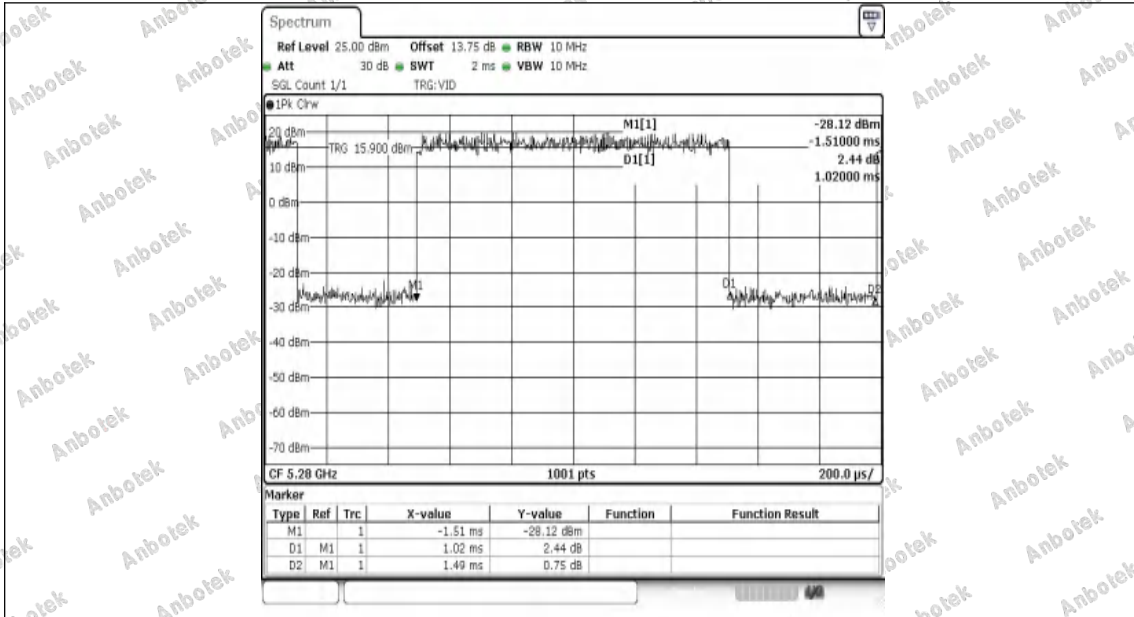 Spectrum
Ref Level 25.00 dBm Offset 13.75 dB RBW 10 MHz
Att 30 dB SWT 2 ms VBW 10 MHz
SGL Count 1/1 TRG:VID
1Pk Clrw
M1[1] -28.12 dBm
-1.51000 ms
D1[1] 2.44 dB
1.02000 ms
20 dBm
TRG 15.900 dBm
10 dBm
0 dBm
-10 dBm
-20 dBm
M1 D1 D2
-30 dBm
-40 dBm
-50 dBm
-60 dBm
-70 dBm
CF 5.28 GHz 1001 pts 200.0 µs/
Marker
Type Ref Trc X-value Y-value Function Function Result
M1 1 -1.51 ms -28.12 dBm
D1 M1 1 1.02 ms 2.44 dB
D2 M1 1 1.49 ms 0.75 dB
Anbotek